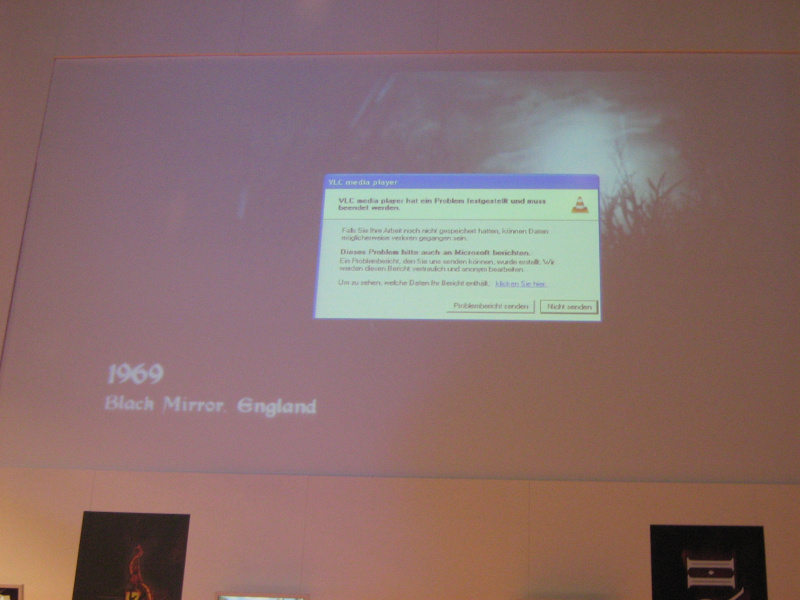 VLC media player
VLC media player hat ein Problem festgestellt und muss
beendet werden.
Falls Sie Ihre Arbeit noch nicht gespeichert hatten, können Daten
möglicherweise verloren gegangen sein.
Dieses Problem bitte auch an Microsoft berichten.
Ein Problembericht, den Sie uns senden können, wurde erstellt. Wir
werden diesen Bericht vertraulich und anonym bearbeiten.
Um zu sehen, welche Daten Ihr Bericht enthält, klicken Sie hier.
Problembericht senden
Nicht senden
1969
Black Mirror, England